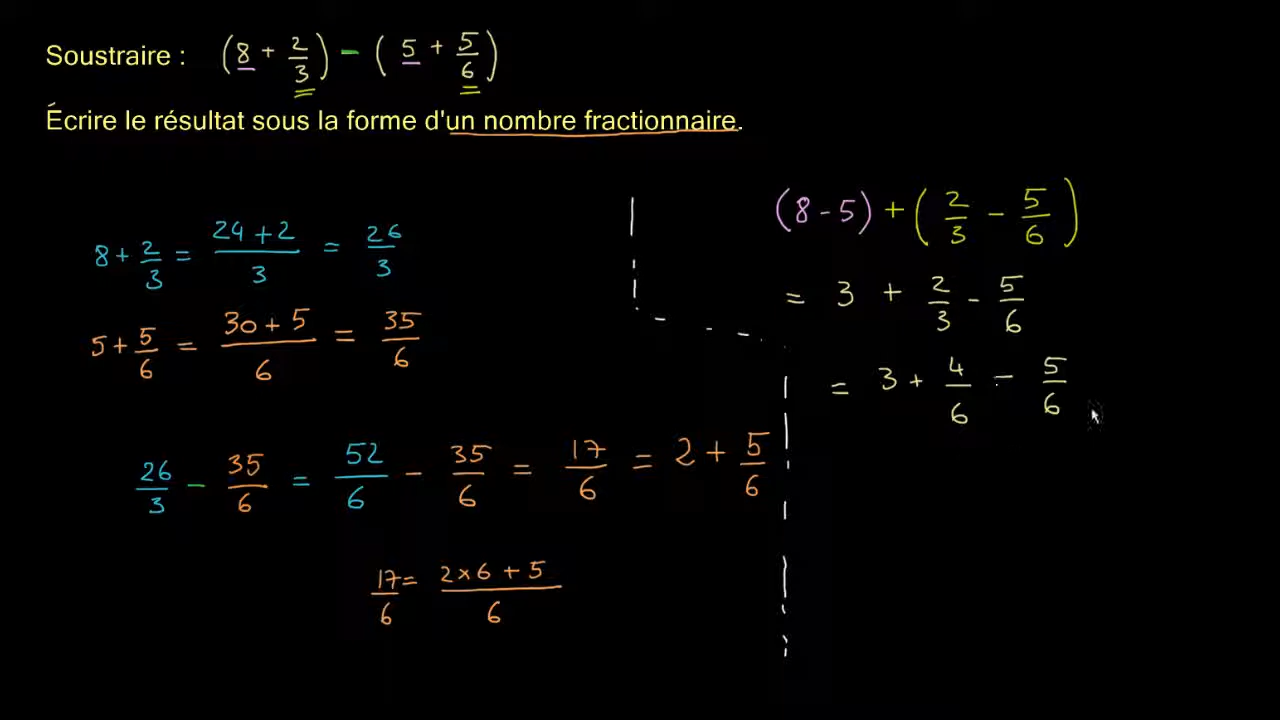 Soustraire : (8 + 2/3) - (5 + 5/6)
Écrire le résultat sous la forme d'un nombre fractionnaire.
8 + 2/3 = (24 + 2)/3 = 26/3
5 + 5/6 = (30 + 5)/6 = 35/6
26/3 - 35/6 = 52/6 - 35/6 = 17/6 = 2 + 5/6
17/6 = (2 × 6 + 5)/6
(8 - 5) + (2/3 - 5/6)
= 3 + 2/3 - 5/6
= 3 + 4/6 - 5/6